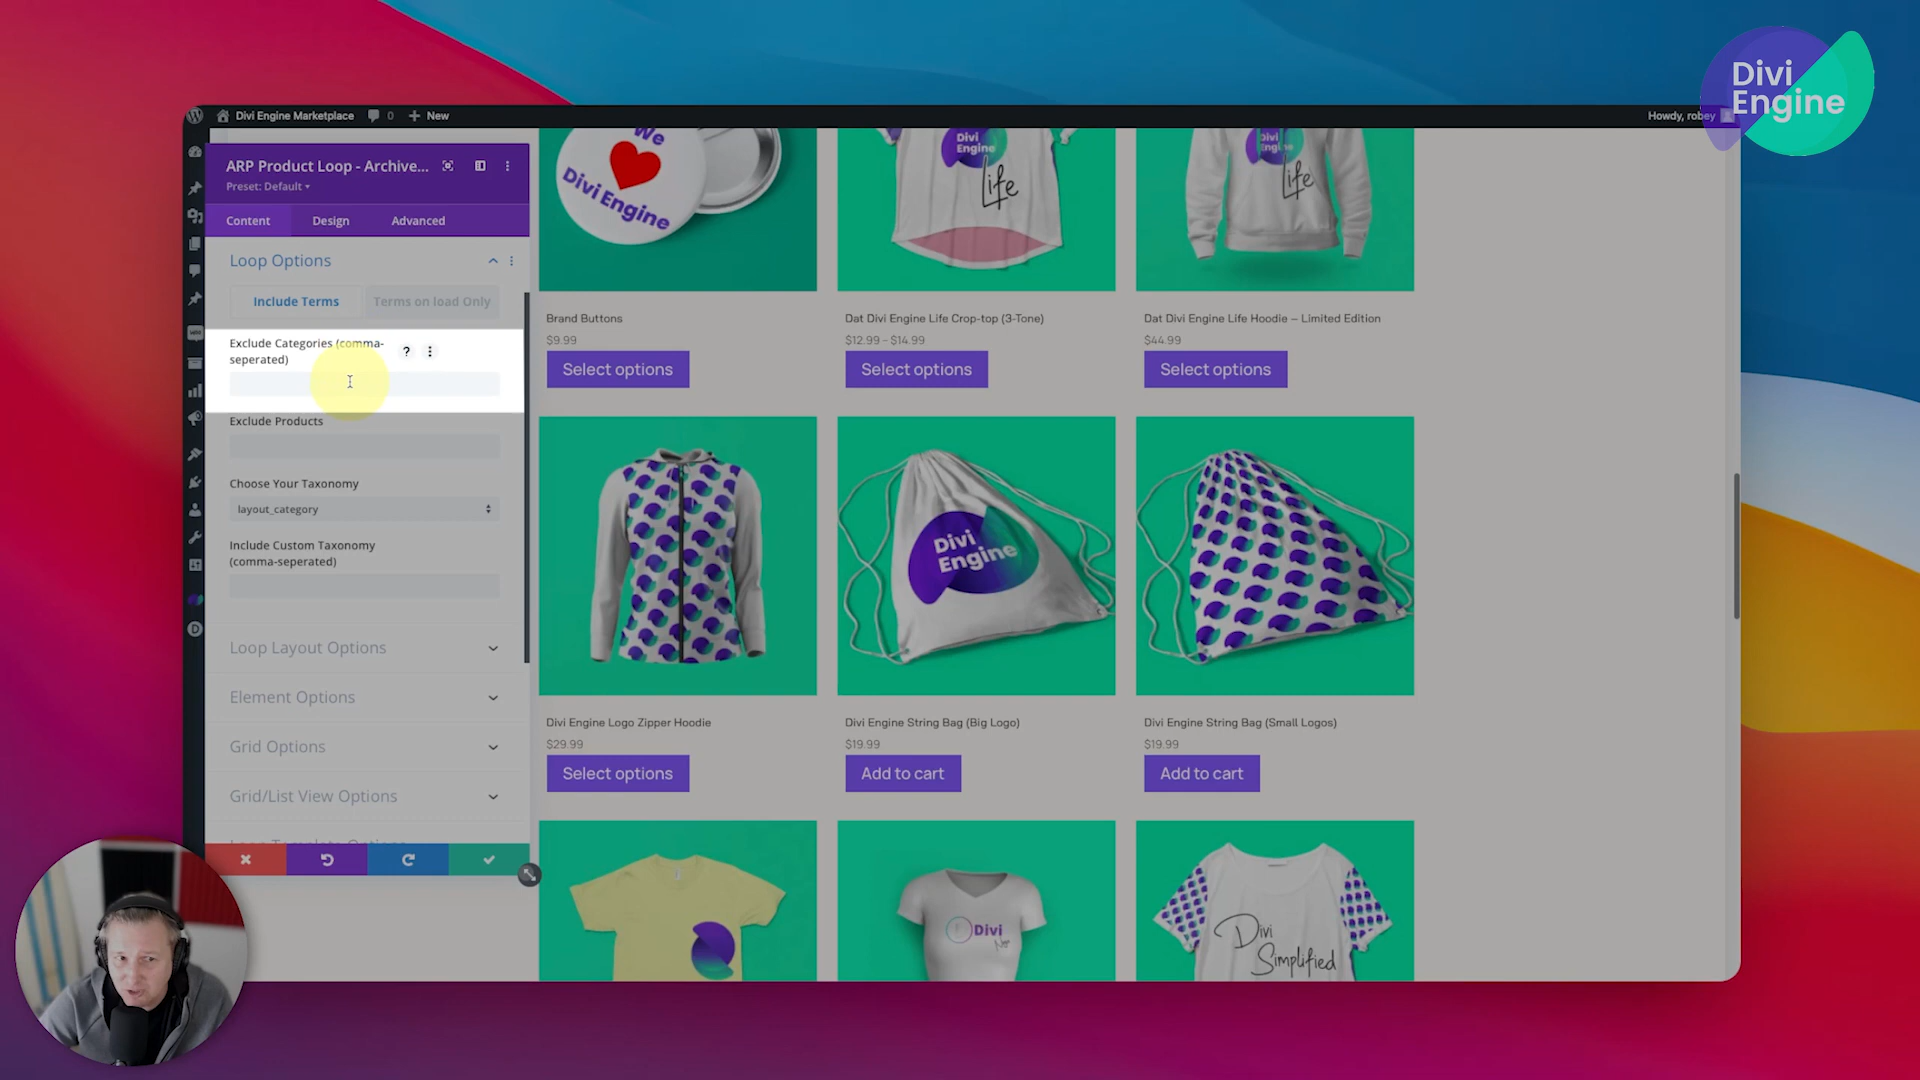 Divi
Engine
Divi Engine Marketplace
0
New
Howdy, robey
ARP Product Loop - Archive...
Preset: Default
Content
Design
Advanced
Loop Options
Include Terms
Terms on load Only
Exclude Categories (comma-
seperated)
?
Exclude Products
Choose Your Taxonomy
layout_category
Include Custom Taxonomy
(comma-seperated)
Loop Layout Options
Element Options
Grid Options
Grid/List View Options
We
Divi Engine
Divi
Engine
Life
Divi
Engine
Life
Brand Buttons
$9.99
Select options
Dat Divi Engine Life Crop-top (3-Tone)
$12.99 – $14.99
Select options
Dat Divi Engine Life Hoodie – Limited Edition
$44.99
Select options
Divi
Engine
Divi Engine Logo Zipper Hoodie
$29.99
Select options
Divi Engine String Bag (Big Logo)
$19.99
Add to cart
Divi Engine String Bag (Small Logos)
$19.99
Add to cart
Divi
Divi
Simplified